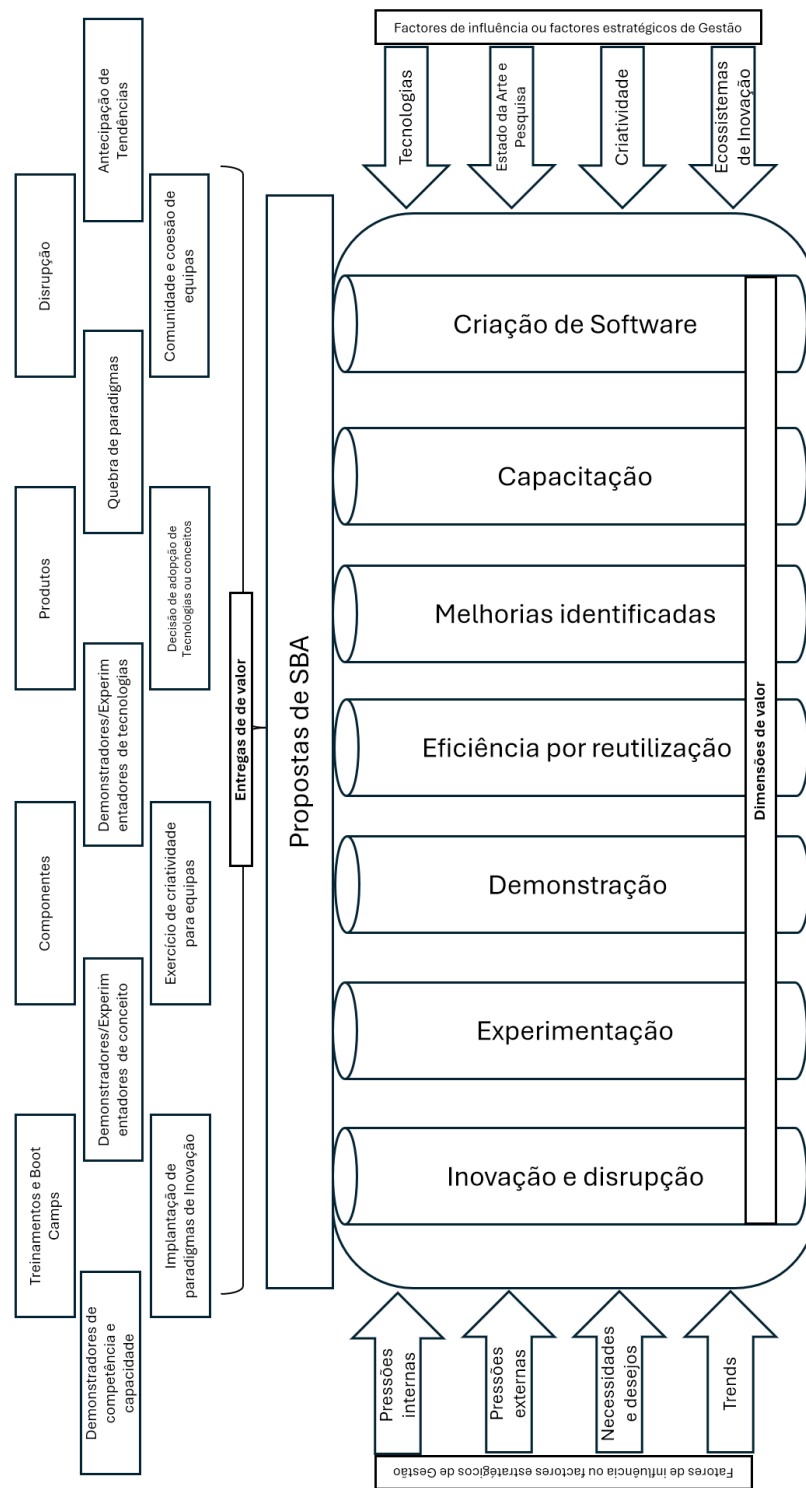 Factores de influência ou factores estratégicos de Gestão
Tecnologias
Estado da Arte e
Pesquisa
Criatividade
Ecossistemas
de Inovação
Antecipação de
Tendências
Disrupção
Comunidade e coesão de
equipas
Quebra de paradigmas
Produtos
Decisão de adopção de
Tecnologias ou conceitos
Demonstradores/Experim
entadores de tecnologias
Componentes
Exercício de criatividade
para equipas
Demonstradores/Experim
entadores de conceito
Treinamentos e Boot
Camps
Implantação de
paradigmas de Inovação
Demonstradores de
competência e
capacidade
Entregas de de valor
Propostas de SBA
Criação de Software
Capacitação
Melhorias identificadas
Eficiência por reutilização
Demonstração
Experimentação
Inovação e disrupção
Dimensões de valor
Pressões
internas
Pressões
externas
Necessidades
e desejos
Trends
Fatores de influência ou factores estratégicos de Gestão